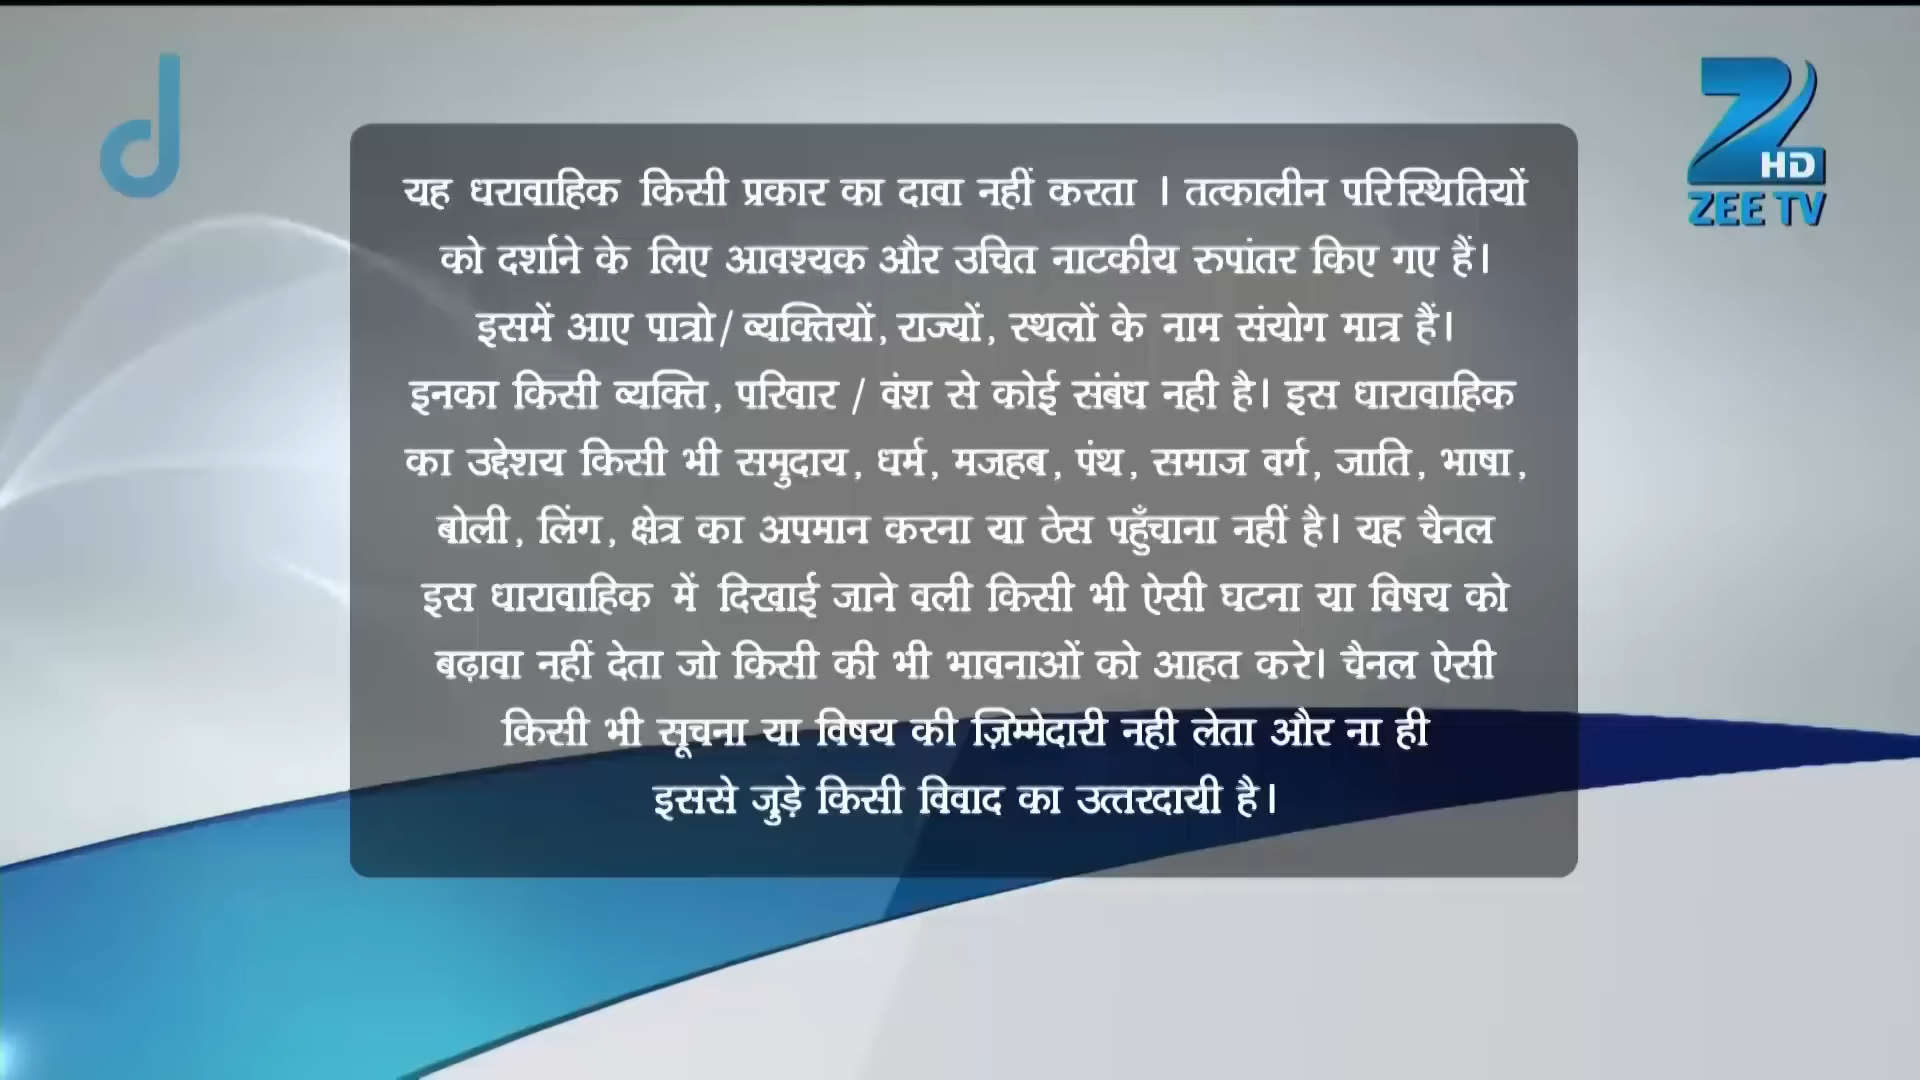 यह धरावाहिक किसी प्रकार का दावा नहीं करता । तत्कालीन परिस्थितियों
को दर्शाने के लिए आवश्यक और उचित नाटकीय रुपांतर किए गए हैं।
इसमें आए पात्रो/ व्यक्तियों, राज्यों, स्थलों के नाम संयोग मात्र हैं।
इनका किसी व्यक्ति, परिवार / वंश से कोई संबंध नही है। इस धारावाहिक
का उद्देशय किसी भी समुदाय, धर्म, मजहब, पंथ, समाज वर्ग, जाति, भाषा,
बोली, लिंग, क्षेत्र का अपमान करना या ठेस पहुँचाना नहीं है। यह चैनल
इस धारावाहिक में दिखाई जाने वली किसी भी ऐसी घटना या विषय को
बढ़ावा नहीं देता जो किसी की भी भावनाओं को आहत करे। चैनल ऐसी
किसी भी सूचना या विषय की ज़िम्मेदारी नही लेता और ना ही
इससे जुड़े किसी विवाद का उत्तरदायी है।
d
HD
ZEE TV